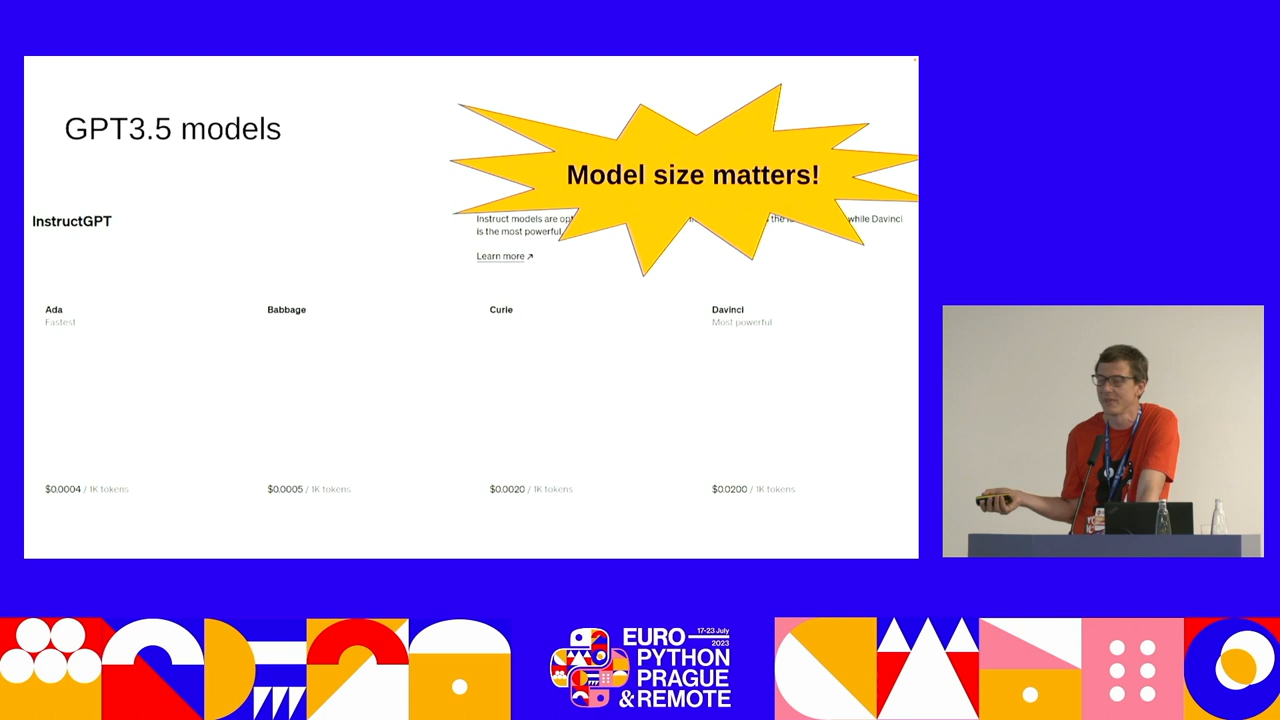 GPT3.5 models
Model size matters!
InstructGPT
Instruct models are
the while Davinci
is the most powerful.
Learn more ↗
Ada
Fastest
Babbage
Curie
Davinci
Most powerful
$0.0004 / 1K tokens
$0.0005 / 1K tokens
$0.0020 / 1K tokens
$0.0200 / 1K tokens
EURO
17-23 July
2023
PYTHON
PRAGUE
& REMOTE